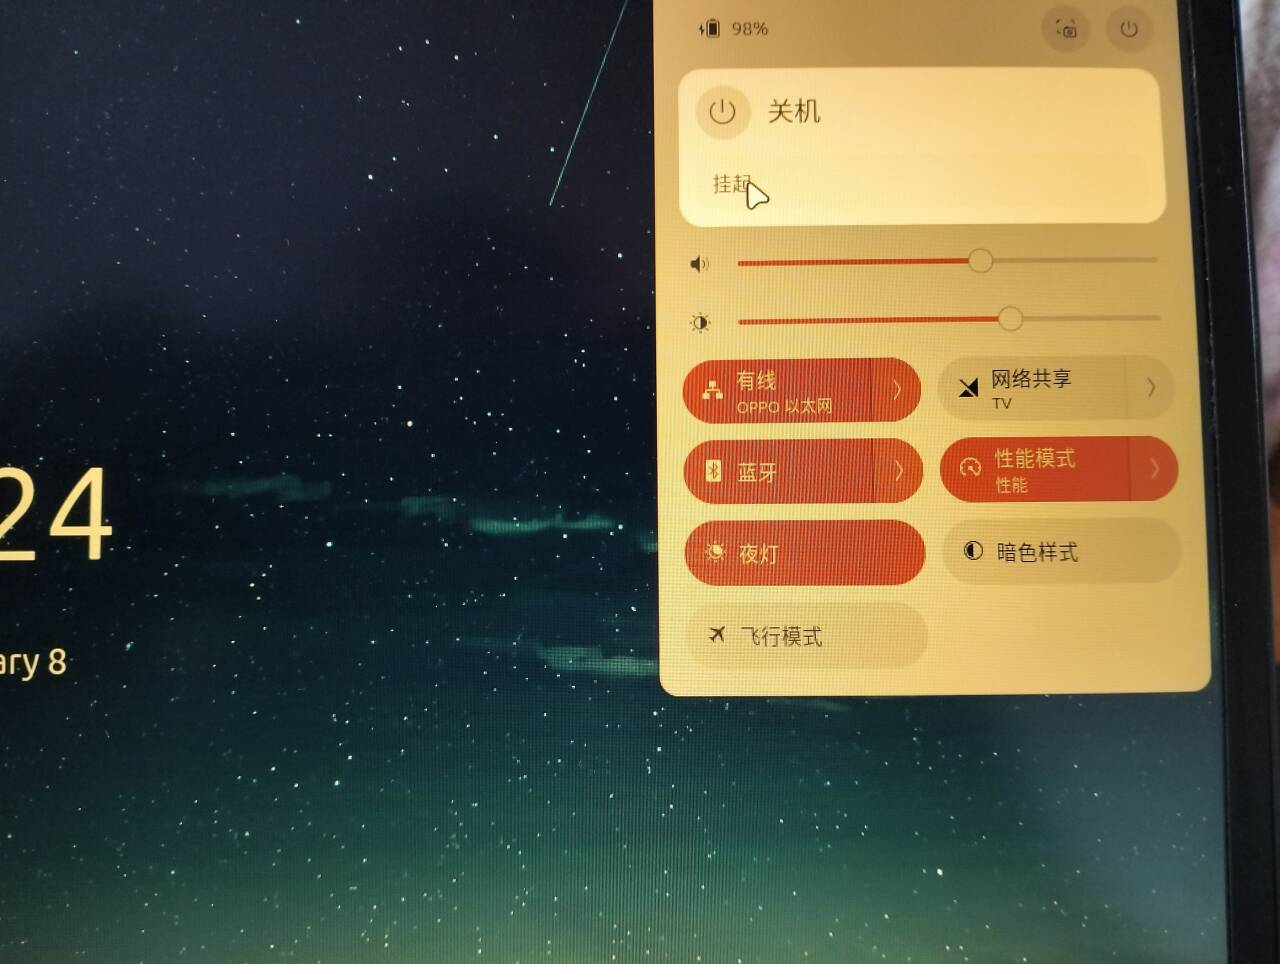 98%
关机
挂起
有线
OPPO 以太网
网络共享
TV
蓝牙
性能模式
性能
夜灯
暗色样式
飞行模式
24
ary 8